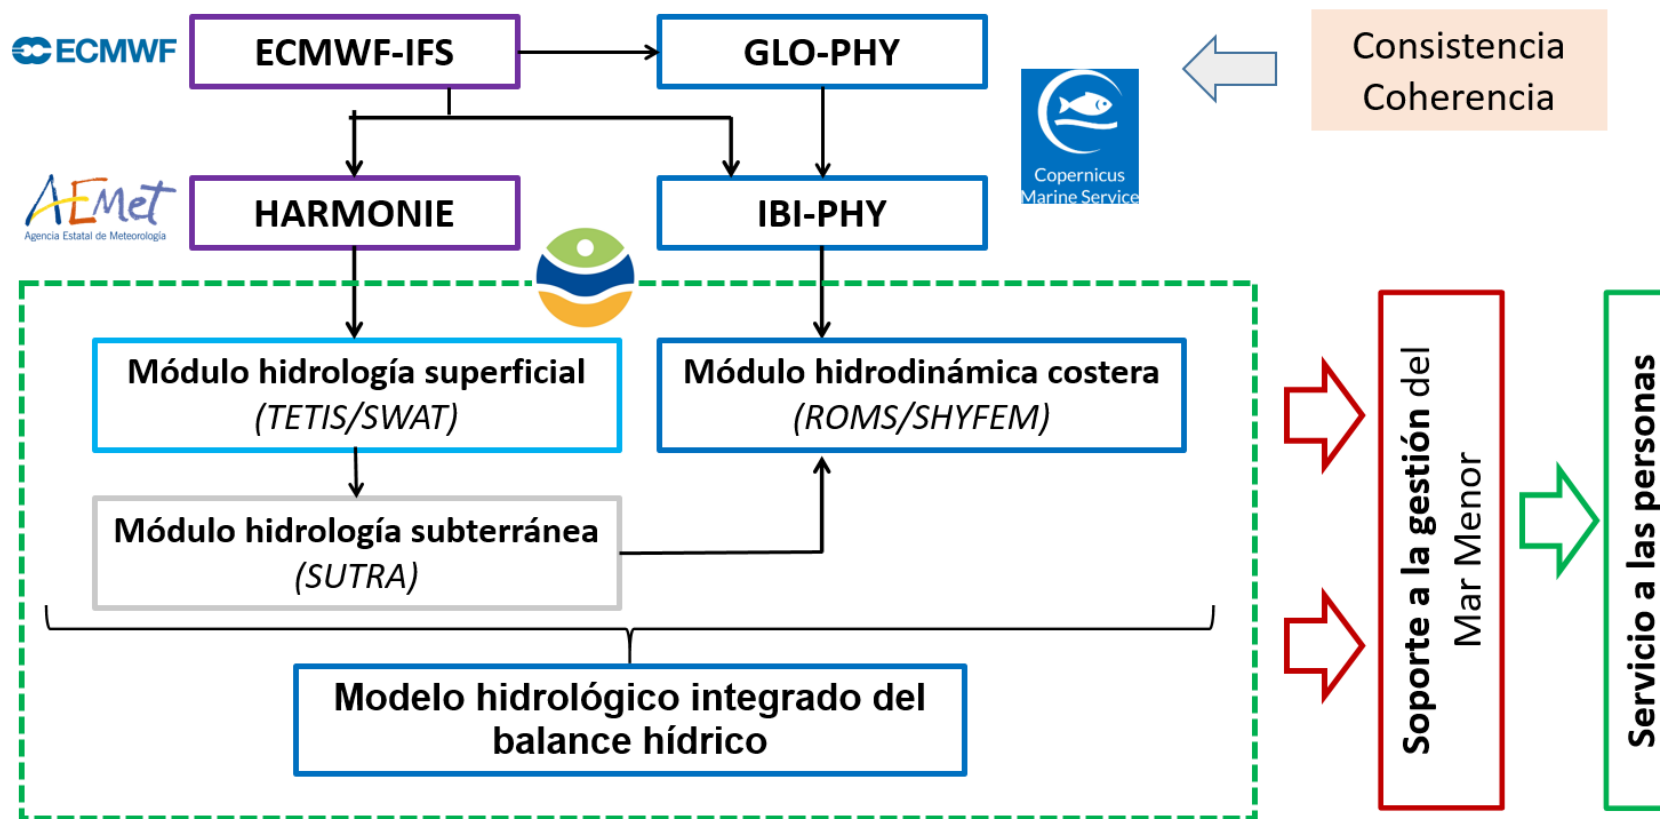 ECMWF
ECMWF-IFS
GLO-PHY
Consistencia
Coherencia
Copernicus
Marine Service
AEMet
Agencia Estatal de Meteorología
HARMONIE
IBI-PHY
Módulo hidrología superficial
(TETIS/SWAT)
Módulo hidrodinámica costera
(ROMS/SHYFEM)
Módulo hidrología subterránea
(SUTRA)
Modelo hidrológico integrado del
balance hídrico
Soporte a la gestión del
Mar Menor
Servicio a las personas